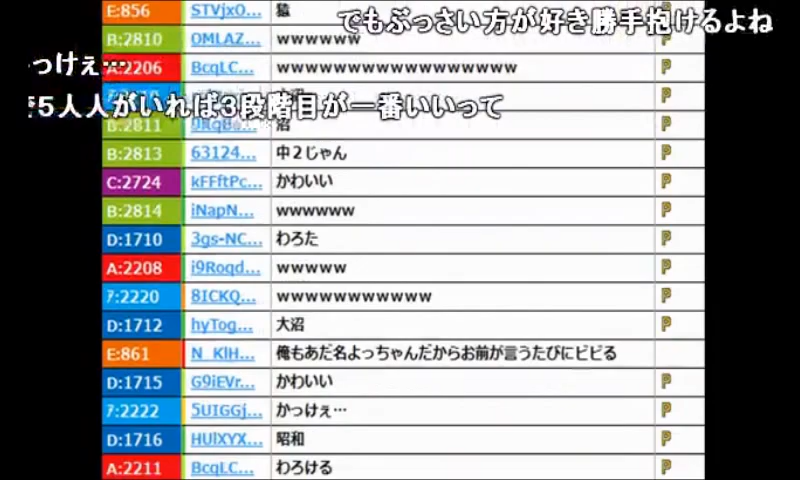 E:856 STVjxO... 猿
でもぶっさい方が好き勝手抱けるよね
B:2810 OMLAZ... wwwwww P
っけぇ…
A:2206 BcqLC... wwwwwwwwwwwwwwwwww P
5人人がいれば3段階目が一番いいって
B:2811 沼 P
B:2813 63124... 中2じゃん P
C:2724 kFFftPc... かわいい P
B:2814 iNapN... wwwwww P
D:1710 3gs-NC... わろた P
A:2208 i9Roqd... wwwww P
ｱ:2220 8ICKQ... wwwwwwwwwwww P
D:1712 hyTog... 大沼 P
E:861 N_KlH... 俺もあだ名よっちゃんだからお前が言うたびにビビる
D:1715 G9iEVr... かわいい P
ｱ:2222 5UIGGj... かっけぇ… P
D:1716 HUlXYX... 昭和 P
A:2211 BcqLC... わろける P